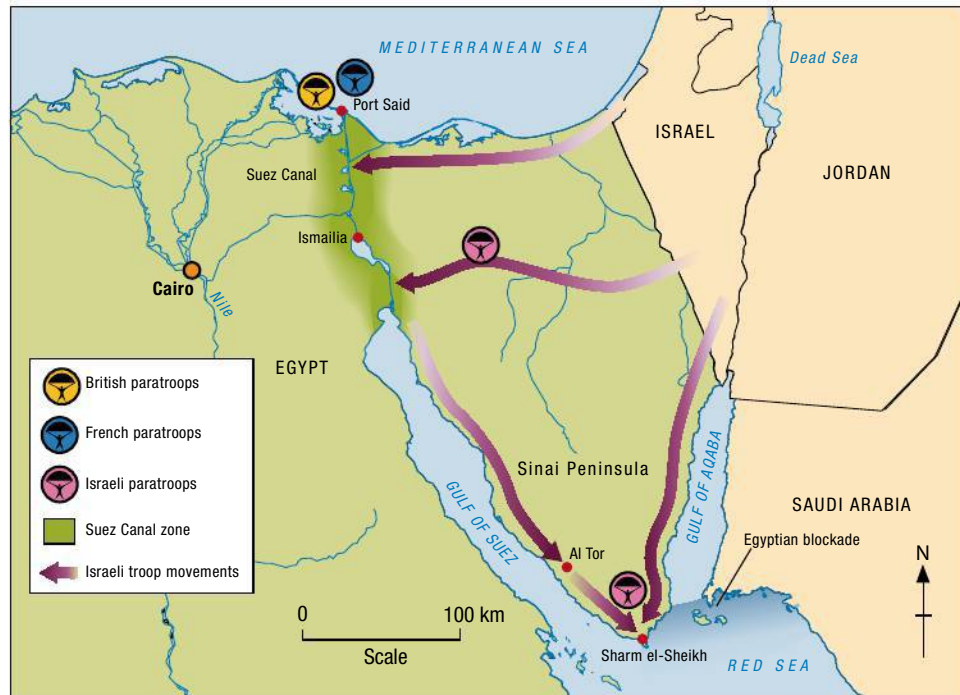 MEDITERRANEAN SEA
Dead Sea
Port Said
ISRAEL
JORDAN
Suez Canal
Ismailia
Cairo
Nile
EGYPT
British paratroops
French paratroops
Israeli paratroops
Suez Canal zone
Israeli troop movements
Sinai Peninsula
GULF OF SUEZ
GULF OF AQABA
SAUDI ARABIA
Egyptian blockade
Al Tor
N
0 100 km
Scale
Sharm el-Sheikh
RED SEA